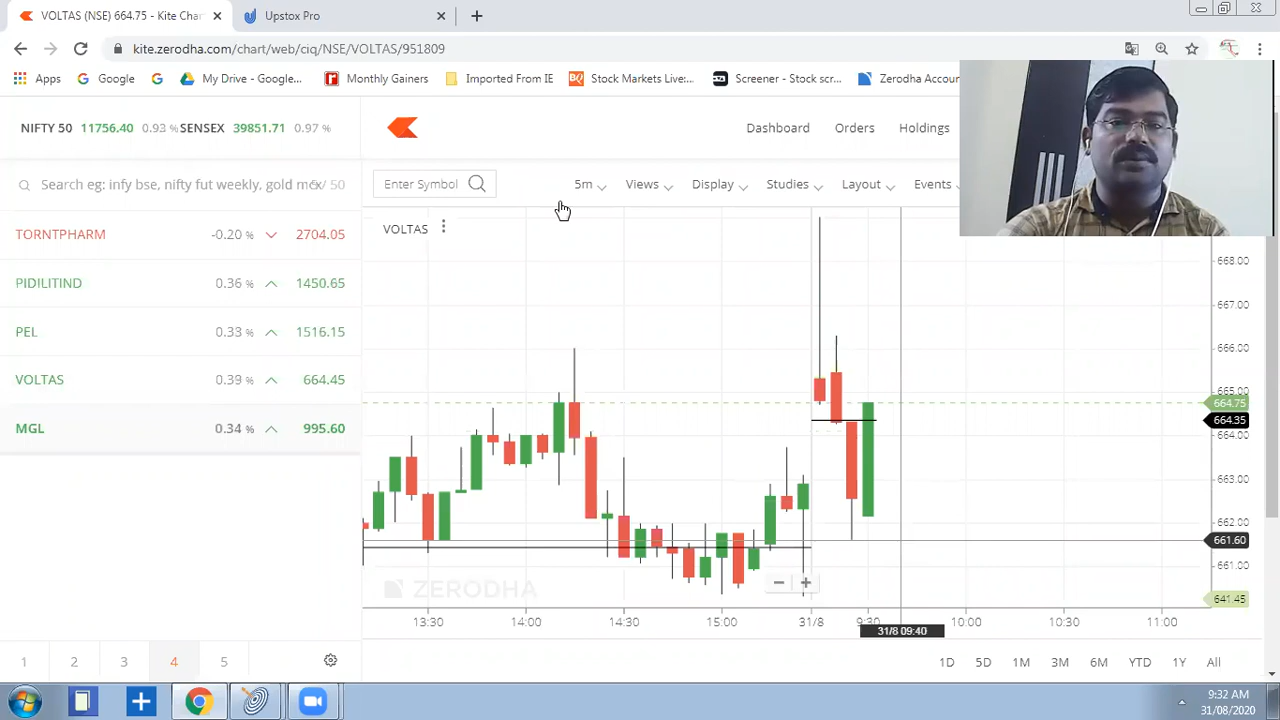 VOLTAS (NSE) 664.75 - Kite Char
Upstox Pro
kite.zerodha.com/chart/web/ciq/NSE/VOLTAS/951809
Apps
Google
My Drive - Google...
Monthly Gainers
Imported From IE
Stock Markets Live:...
Screener - Stock scr...
Zerodha Accou
NIFTY 50 11756.40 0.93 % SENSEX 39851.71 0.97 %
Dashboard
Orders
Holdings
Search eg: infy bse, nifty fut weekly, gold mcx
5 / 50
Enter Symbol
5m
Views
Display
Studies
Layout
Events
TORNTPHARM -0.20 % 2704.05
PIDILITIND 0.36 % 1450.65
PEL 0.33 % 1516.15
VOLTAS 0.39 % 664.45
MGL 0.34 % 995.60
VOLTAS
668.00
667.00
666.00
665.00
664.75
664.35
664.00
663.00
662.00
661.60
661.00
641.45
ZERODHA
13:30
14:00
14:30
15:00
31/8
9:30
10:00
10:30
11:00
31/8 09:40
1 2 3 4 5
1D 5D 1M 3M 6M YTD 1Y All
9:32 AM
31/08/2020